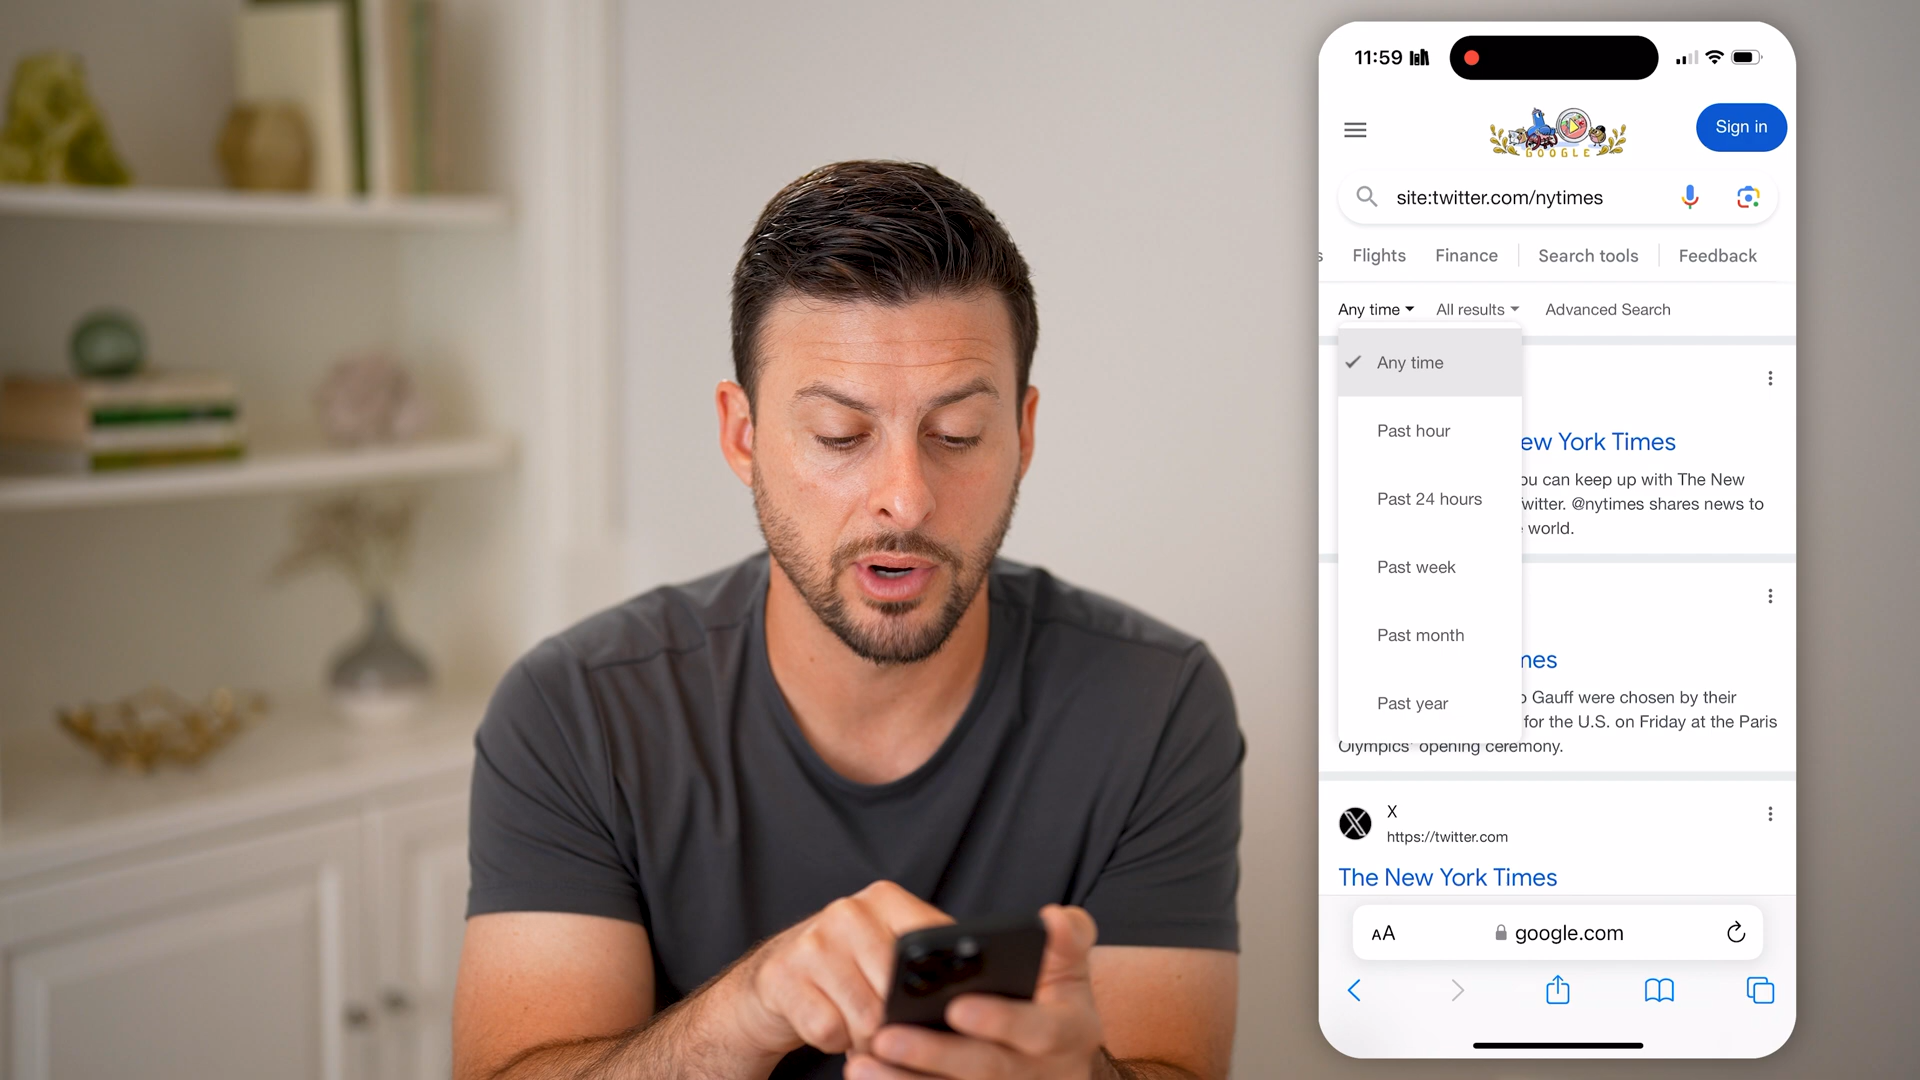 11:59
GOOGLE
Sign in
site:twitter.com/nytimes
s Flights Finance Search tools Feedback
Any time All results Advanced Search
Any time
Past hour
Past 24 hours
Past week
Past month
Past year
ew York Times
ou can keep up with The New
witter. @nytimes shares news to
world.
mes
o Gauff were chosen by their
for the U.S. on Friday at the Paris
Olympics' opening ceremony.
X
https://twitter.com
The New York Times
AA google.com